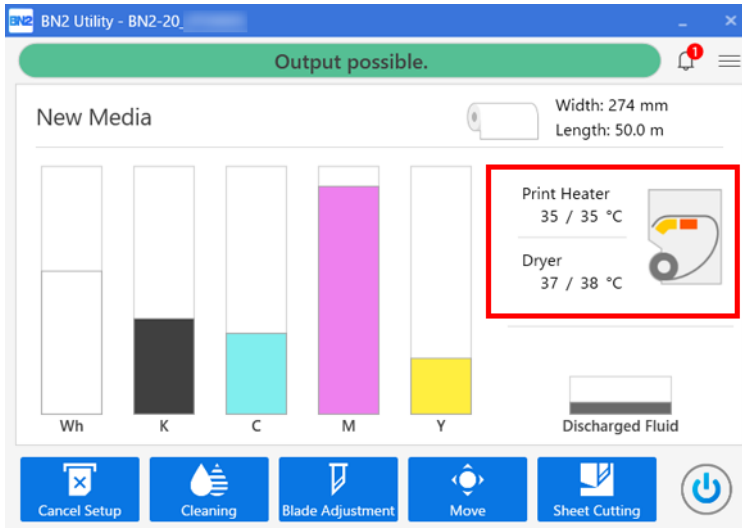 BN2 BN2 Utility - BN2-20_
Output possible.
1
New Media
Width: 274 mm
Length: 50.0 m
Print Heater
35 / 35 °C
Dryer
37 / 38 °C
Wh K C M Y
Discharged Fluid
Cancel Setup Cleaning Blade Adjustment Move Sheet Cutting